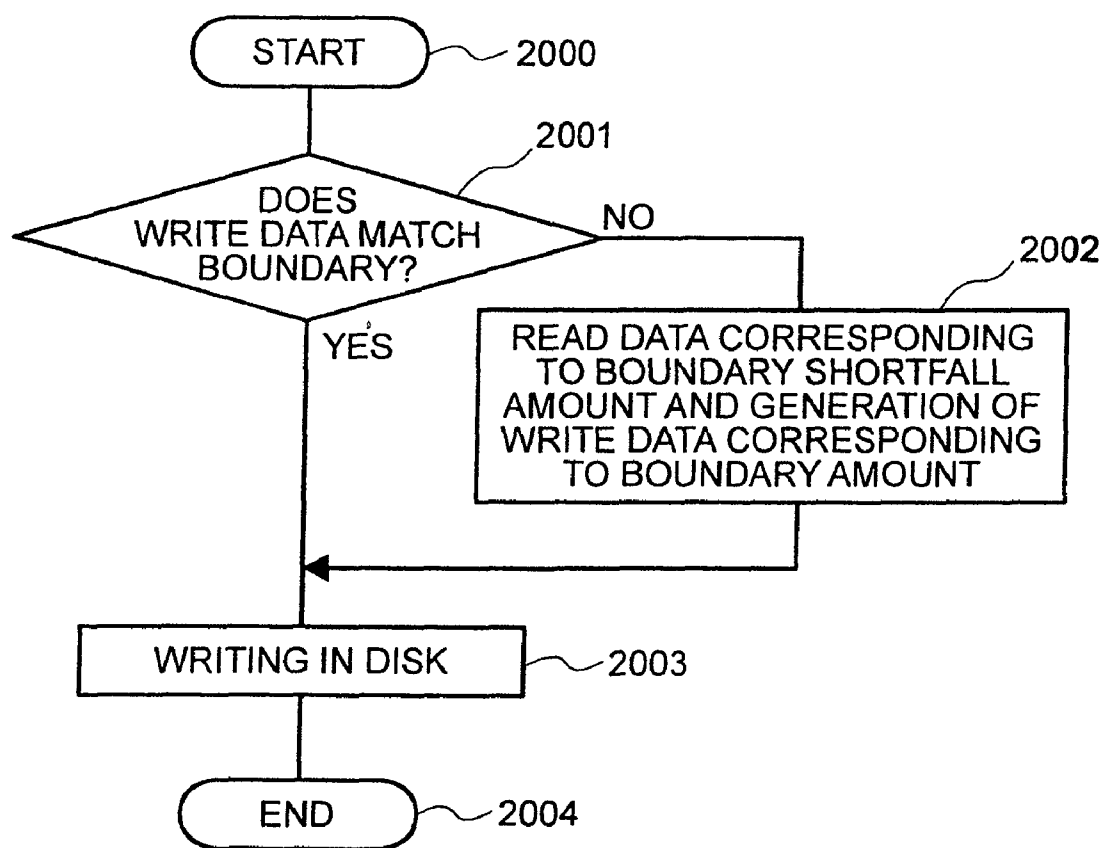 START
2000
2001
DOES
WRITE DATA MATCH
BOUNDARY?
NO
YES
2002
READ DATA CORRESPONDING
TO BOUNDARY SHORTFALL
AMOUNT AND GENERATION OF
WRITE DATA CORRESPONDING
TO BOUNDARY AMOUNT
WRITING IN DISK
2003
END
2004